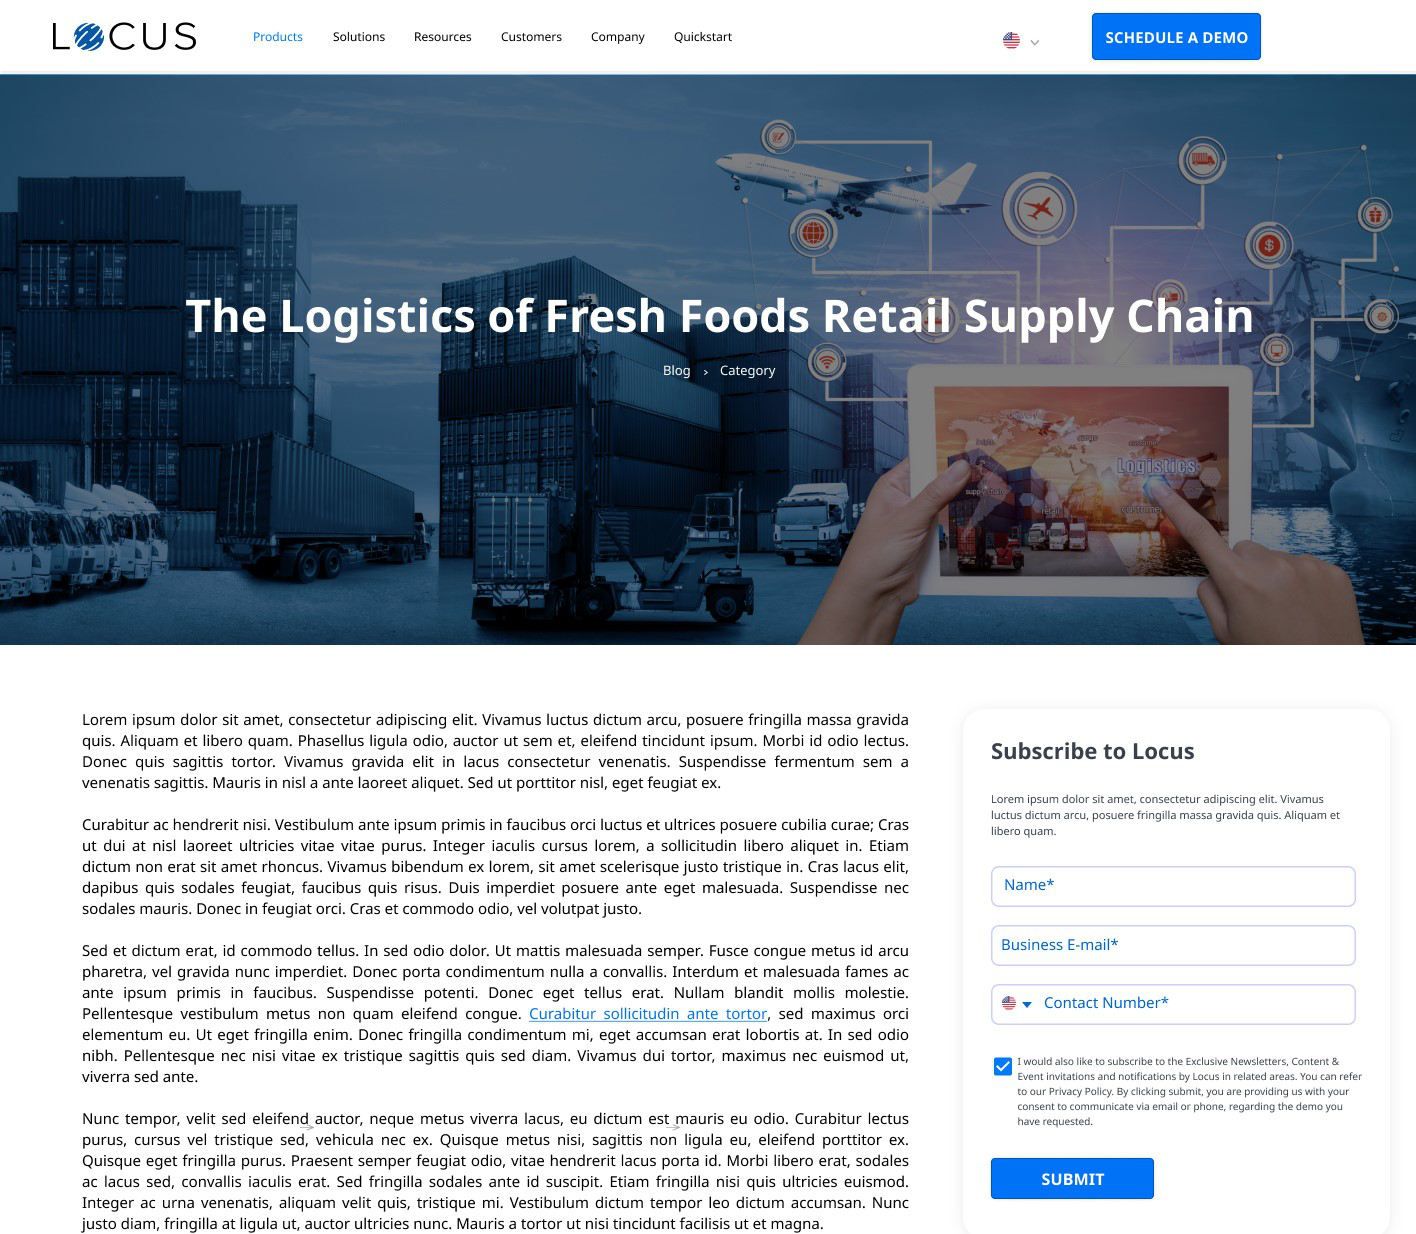 LOCUS
Products
Solutions
Resources
Customers
Company
Quickstart
SCHEDULE A DEMO
The Logistics of Fresh Foods Retail Supply Chain
Blog › Category
cargo
Logistics
supply chain
retail
customer
Lorem ipsum dolor sit amet, consectetur adipiscing elit. Vivamus luctus dictum arcu, posuere fringilla massa gravida
quis. Aliquam et libero quam. Phasellus ligula odio, auctor ut sem et, eleifend tincidunt ipsum. Morbi id odio lectus.
Donec quis sagittis tortor. Vivamus gravida elit in lacus consectetur venenatis. Suspendisse fermentum sem a
venenatis sagittis. Mauris in nisl a ante laoreet aliquet. Sed ut porttitor nisl, eget feugiat ex.
Curabitur ac hendrerit nisi. Vestibulum ante ipsum primis in faucibus orci luctus et ultrices posuere cubilia curae; Cras
ut dui at nisl laoreet ultricies vitae vitae purus. Integer iaculis cursus lorem, a sollicitudin libero aliquet in. Etiam
dictum non erat sit amet rhoncus. Vivamus bibendum ex lorem, sit amet scelerisque justo tristique in. Cras lacus elit,
dapibus quis sodales feugiat, faucibus quis risus. Duis imperdiet posuere ante eget malesuada. Suspendisse nec
sodales mauris. Donec in feugiat orci. Cras et commodo odio, vel volutpat justo.
Sed et dictum erat, id commodo tellus. In sed odio dolor. Ut mattis malesuada semper. Fusce congue metus id arcu
pharetra, vel gravida nunc imperdiet. Donec porta condimentum nulla a convallis. Interdum et malesuada fames ac
ante ipsum primis in faucibus. Suspendisse potenti. Donec eget tellus erat. Nullam blandit mollis molestie.
Pellentesque vestibulum metus non quam eleifend congue. Curabitur sollicitudin ante tortor, sed maximus orci
elementum eu. Ut eget fringilla enim. Donec fringilla condimentum mi, eget accumsan erat lobortis at. In sed odio
nibh. Pellentesque nec nisi vitae ex tristique sagittis quis sed diam. Vivamus dui tortor, maximus nec euismod ut,
viverra sed ante.
Nunc tempor, velit sed eleifend auctor, neque metus viverra lacus, eu dictum est mauris eu odio. Curabitur lectus
purus, cursus vel tristique sed, vehicula nec ex. Quisque metus nisi, sagittis non ligula eu, eleifend porttitor ex.
Quisque eget fringilla purus. Praesent semper feugiat odio, vitae hendrerit lacus porta id. Morbi libero erat, sodales
ac lacus sed, convallis iaculis erat. Sed fringilla sodales ante id suscipit. Etiam fringilla nisi quis ultricies euismod.
Integer ac urna venenatis, aliquam velit quis, tristique mi. Vestibulum dictum tempor leo dictum accumsan. Nunc
justo diam, fringilla at ligula ut, auctor ultricies nunc. Mauris a tortor ut nisi tincidunt facilisis ut et magna.
Subscribe to Locus
Lorem ipsum dolor sit amet, consectetur adipiscing elit. Vivamus
luctus dictum arcu, posuere fringilla massa gravida quis. Aliquam et
libero quam.
Name*
Business E-mail*
Contact Number*
I would also like to subscribe to the Exclusive Newsletters, Content &
Event invitations and notifications by Locus in related areas. You can refer
to our Privacy Policy. By clicking submit, you are providing us with your
consent to communicate via email or phone, regarding the demo you
have requested.
SUBMIT